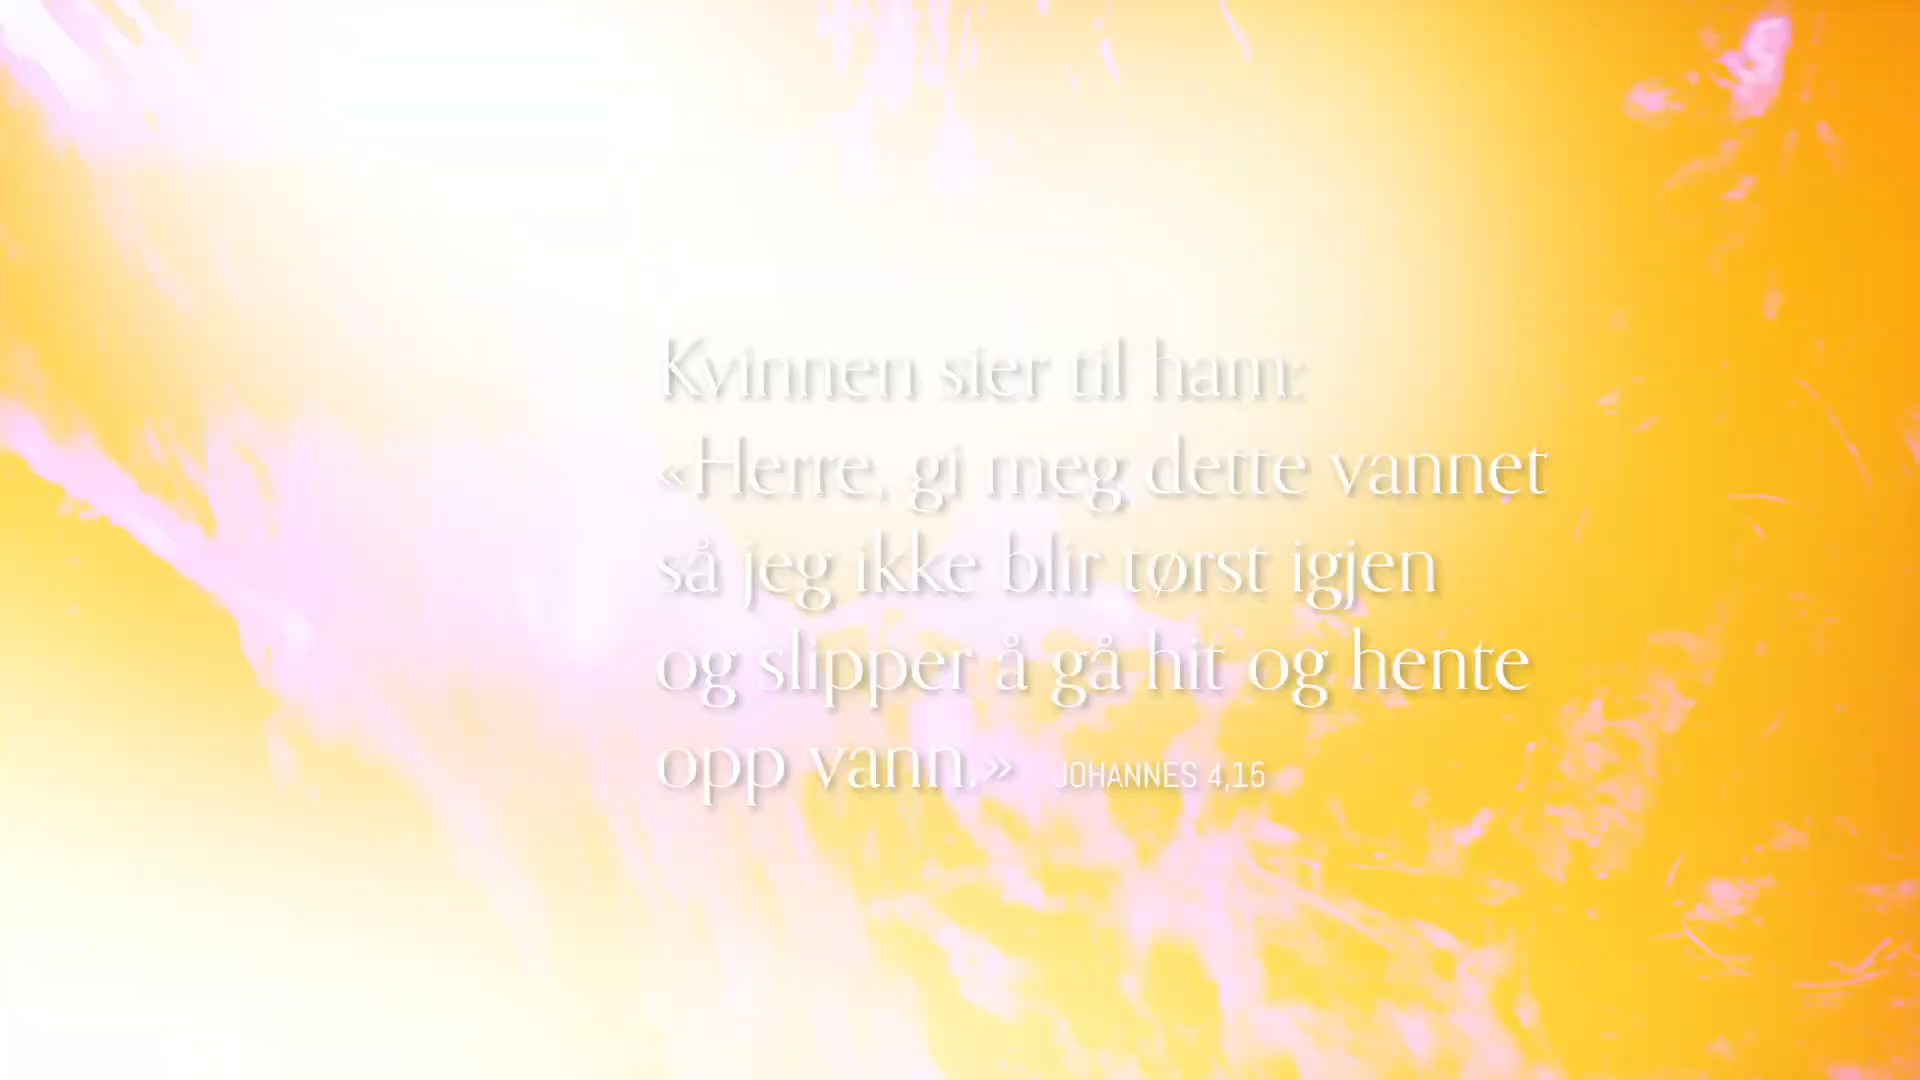 Kvinnen sier til ham:
«Herre, gi meg dette vannet
så jeg ikke blir tørst igjen
og slipper å gå hit og hente
opp vann.» JOHANNES 4,15